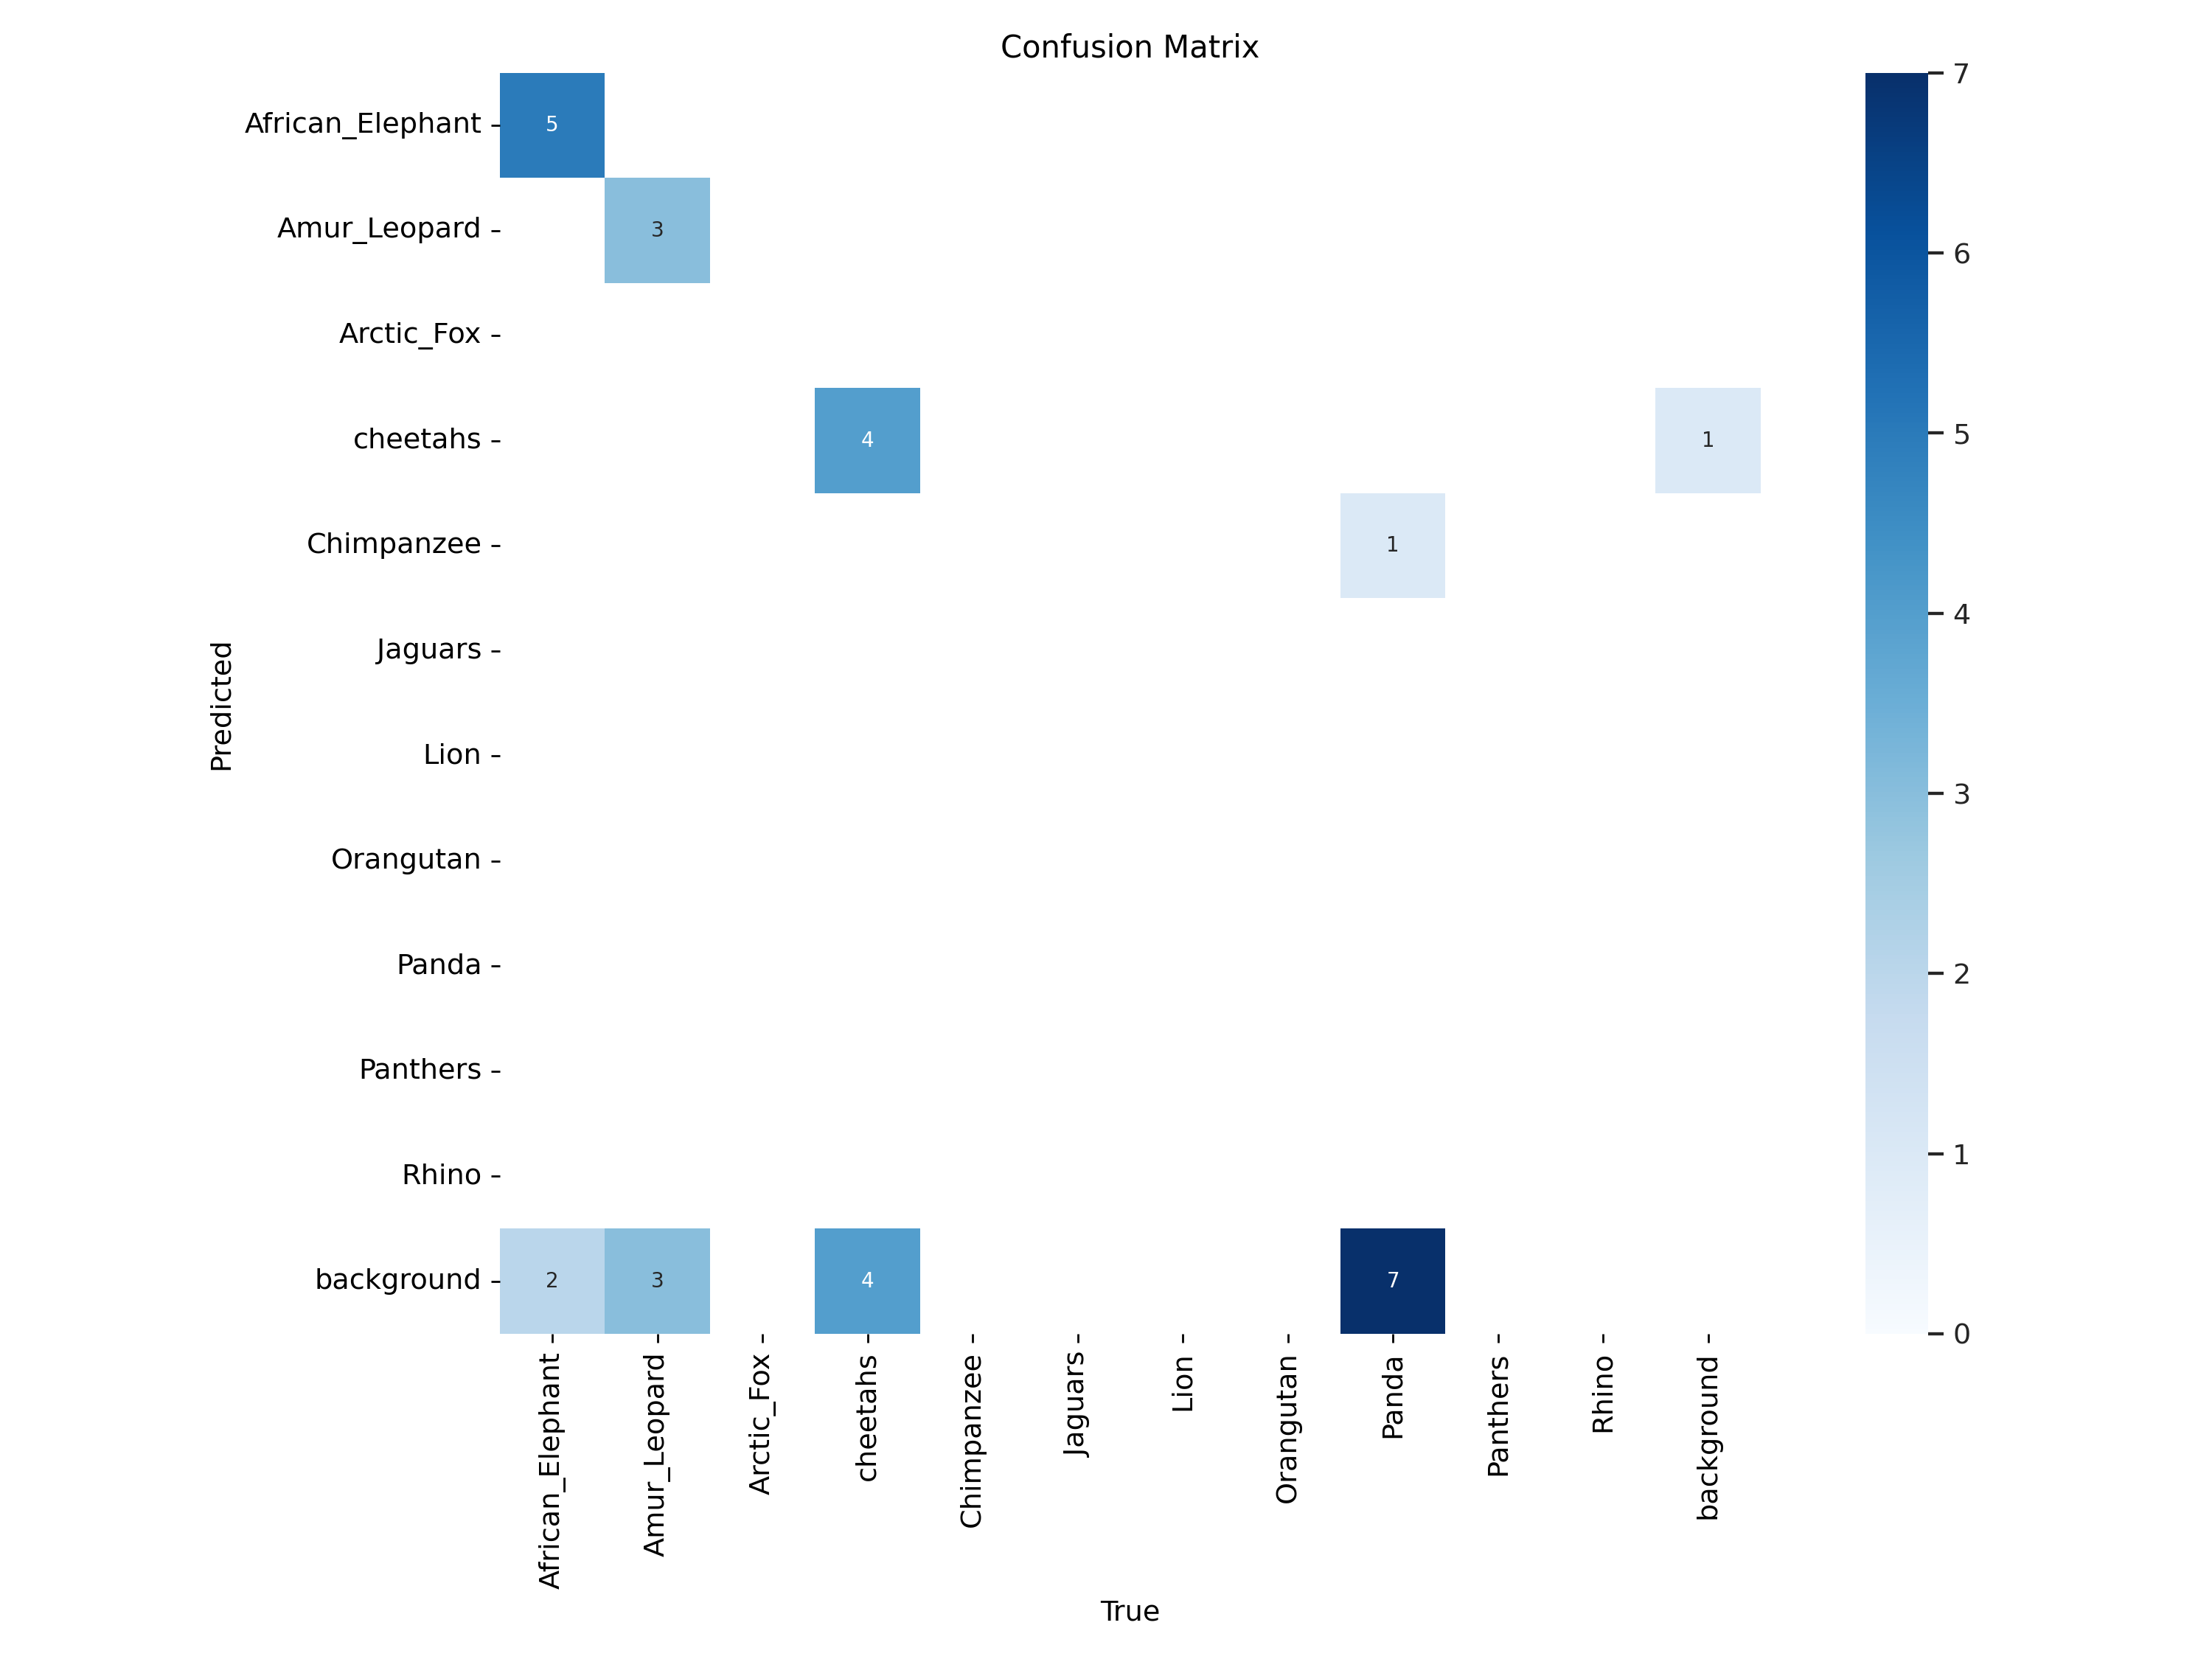 Confusion Matrix
African_Elephant
5
Amur_Leopard
3
Arctic_Fox
cheetahs
4
1
Chimpanzee
1
Jaguars
Lion
Orangutan
Panda
Panthers
Rhino
background
2
3
4
7
Predicted
African_Elephant
Amur_Leopard
Arctic_Fox
cheetahs
Chimpanzee
Jaguars
Lion
Orangutan
Panda
Panthers
Rhino
background
True
7
6
5
4
3
2
1
0